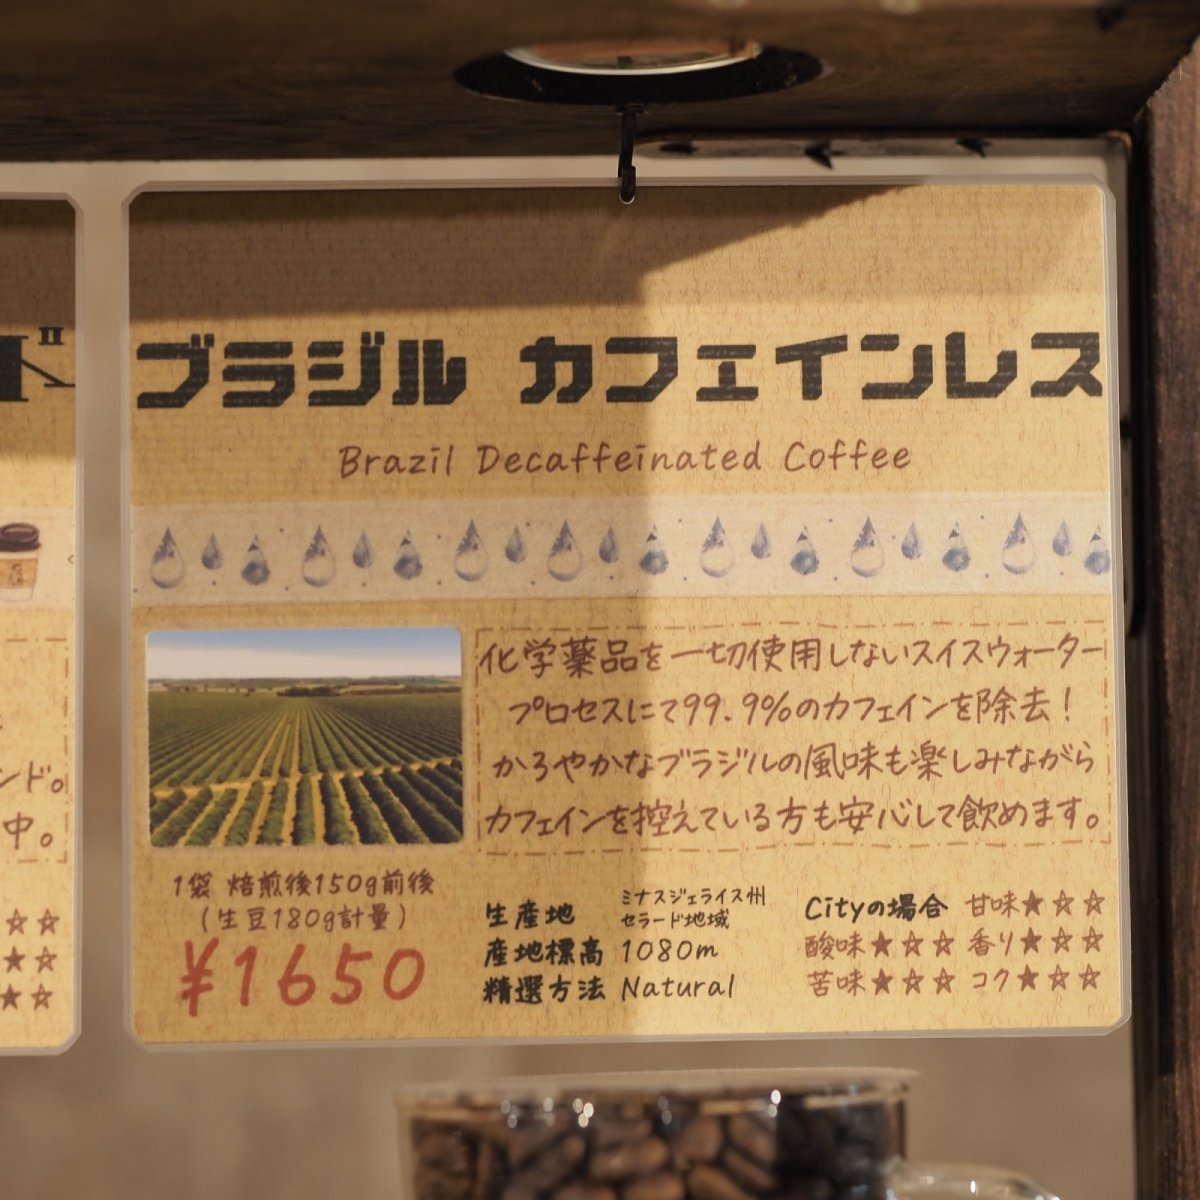 ド
ブラジル カフェインレス
Brazil Decaffeinated Coffee
化学薬品を一切使用しないスイスウォーター
プロセスにて99.9%のカフェインを除去！
かろやかなブラジルの風味も楽しみながら
カフェインを控えている方も安心して飲めます。
ンド。
中。
1袋 焙煎後150g前後
(生豆180g計量)
¥1650
生産地 ミナスジェライス州
セラード地域
産地標高 1080m
精選方法 Natural
Cityの場合 甘味★☆☆
酸味★☆☆ 香り★☆☆
苦味★☆☆ コク★☆☆
☆☆
★☆
★☆